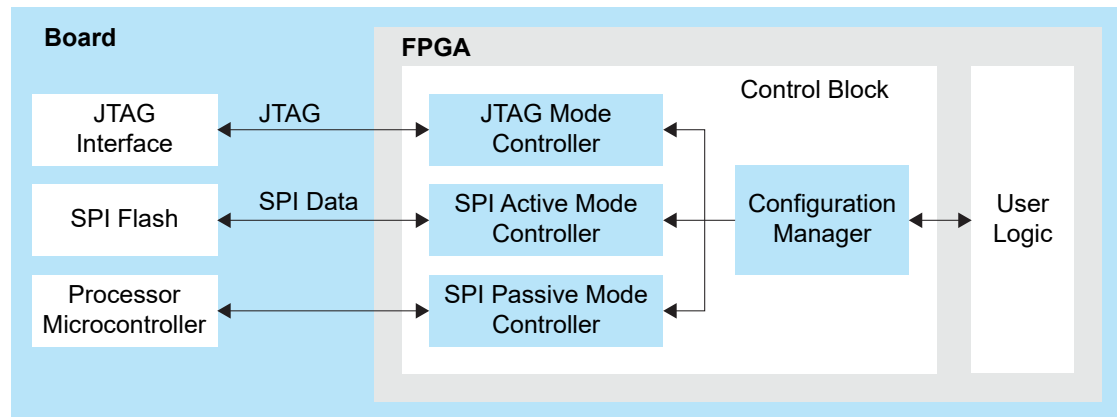 Board
FPGA
Control Block
JTAG
Interface
JTAG
JTAG Mode
Controller
SPI Flash
SPI Data
SPI Active Mode
Controller
Configuration
Manager
User
Logic
Processor
Microcontroller
SPI Passive Mode
Controller